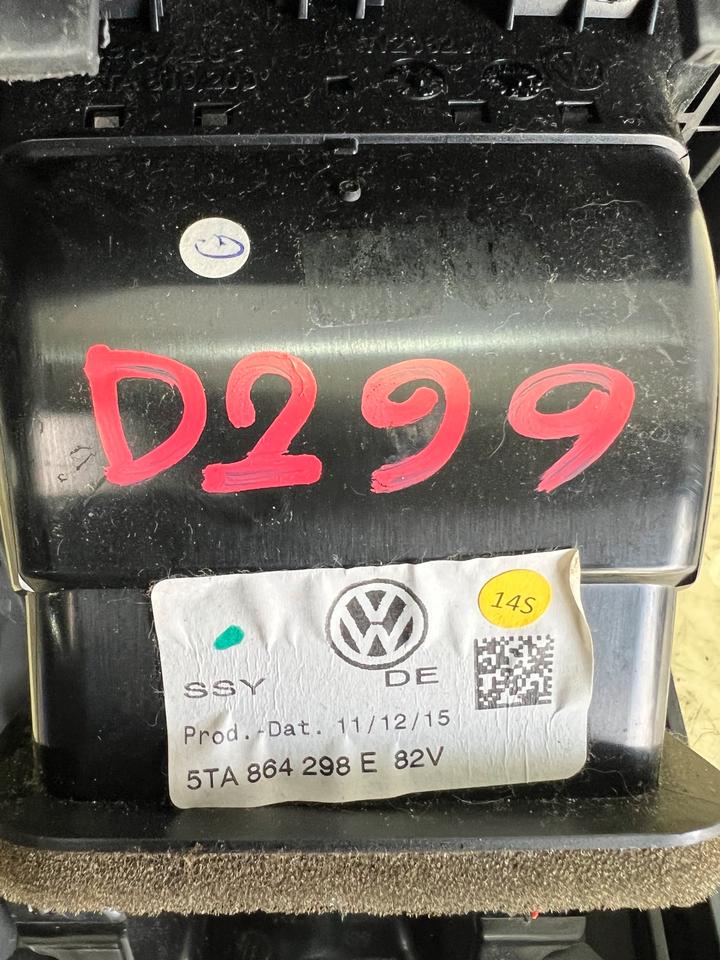 D299
14S
SSY DE
Prod.-Dat. 11/12/15
5TA 864 298 E 82V